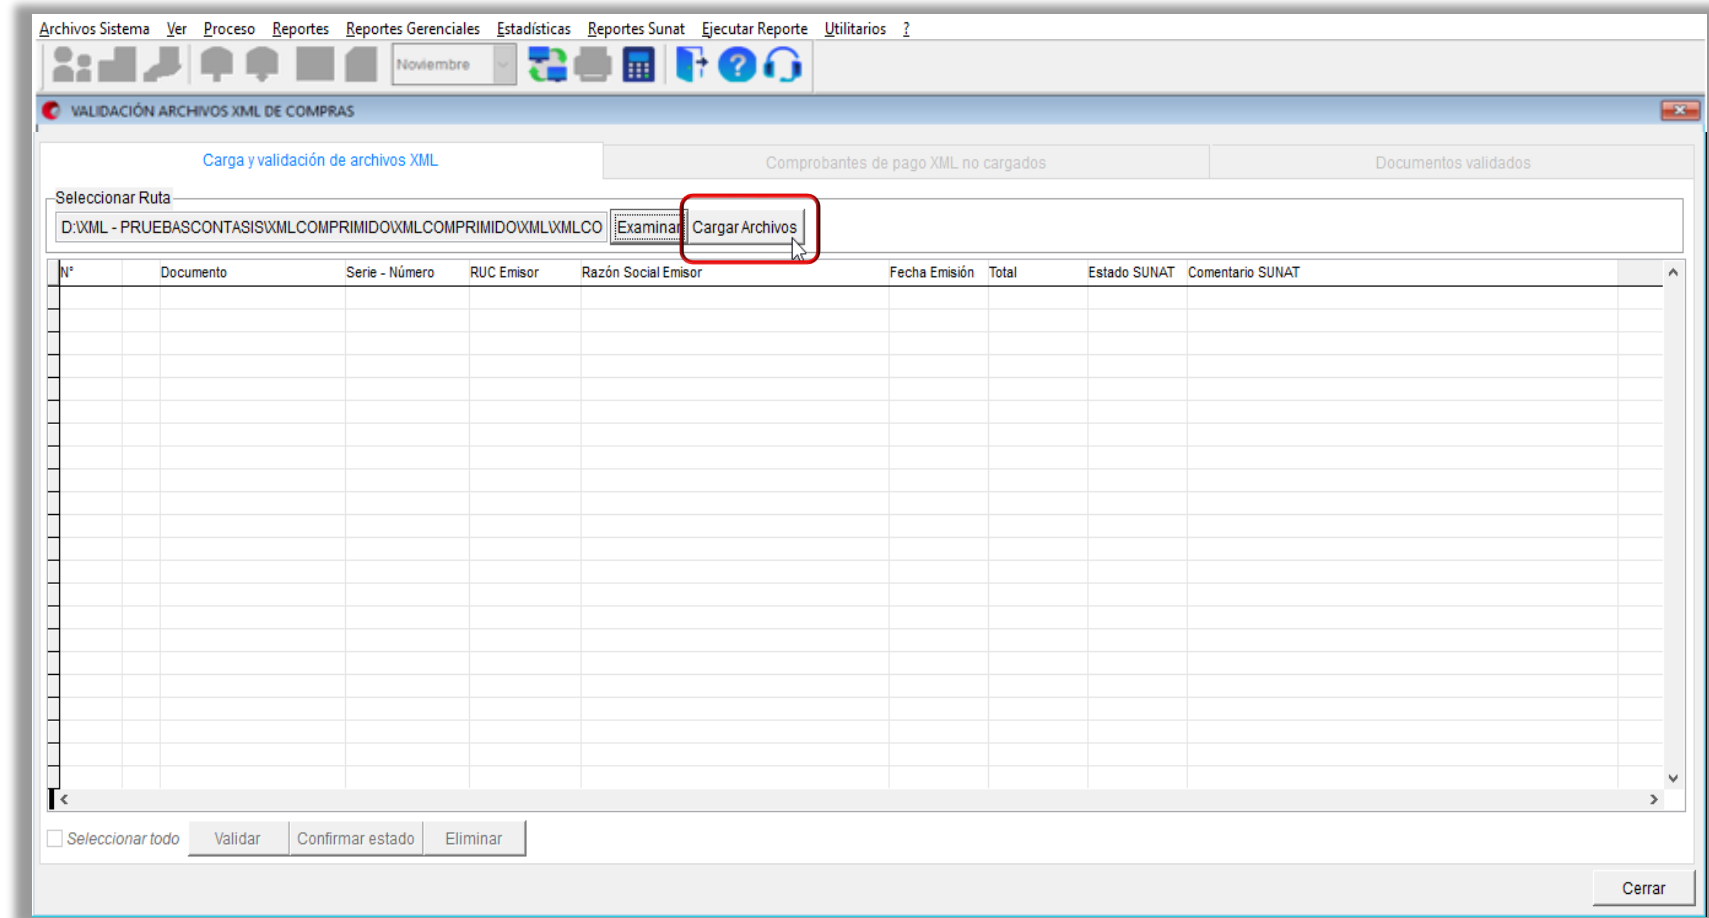 Archivos Sistema Ver Proceso Reportes Reportes Gerenciales Estadísticas Reportes Sunat Ejecutar Reporte Utilitarios ?
Noviembre
VALIDACIÓN ARCHIVOS XML DE COMPRAS
Carga y validación de archivos XML Comprobantes de pago XML no cargados Documentos validados
Seleccionar Ruta
D:\XML - PRUEBASCONTASIS\XMLCOMPRIMIDO\XMLCOMPRIMIDO\XML\XMLCO Examinar Cargar Archivos
N° Documento Serie - Número RUC Emisor Razón Social Emisor Fecha Emisión Total Estado SUNAT Comentario SUNAT
Seleccionar todo Validar Confirmar estado Eliminar
Cerrar